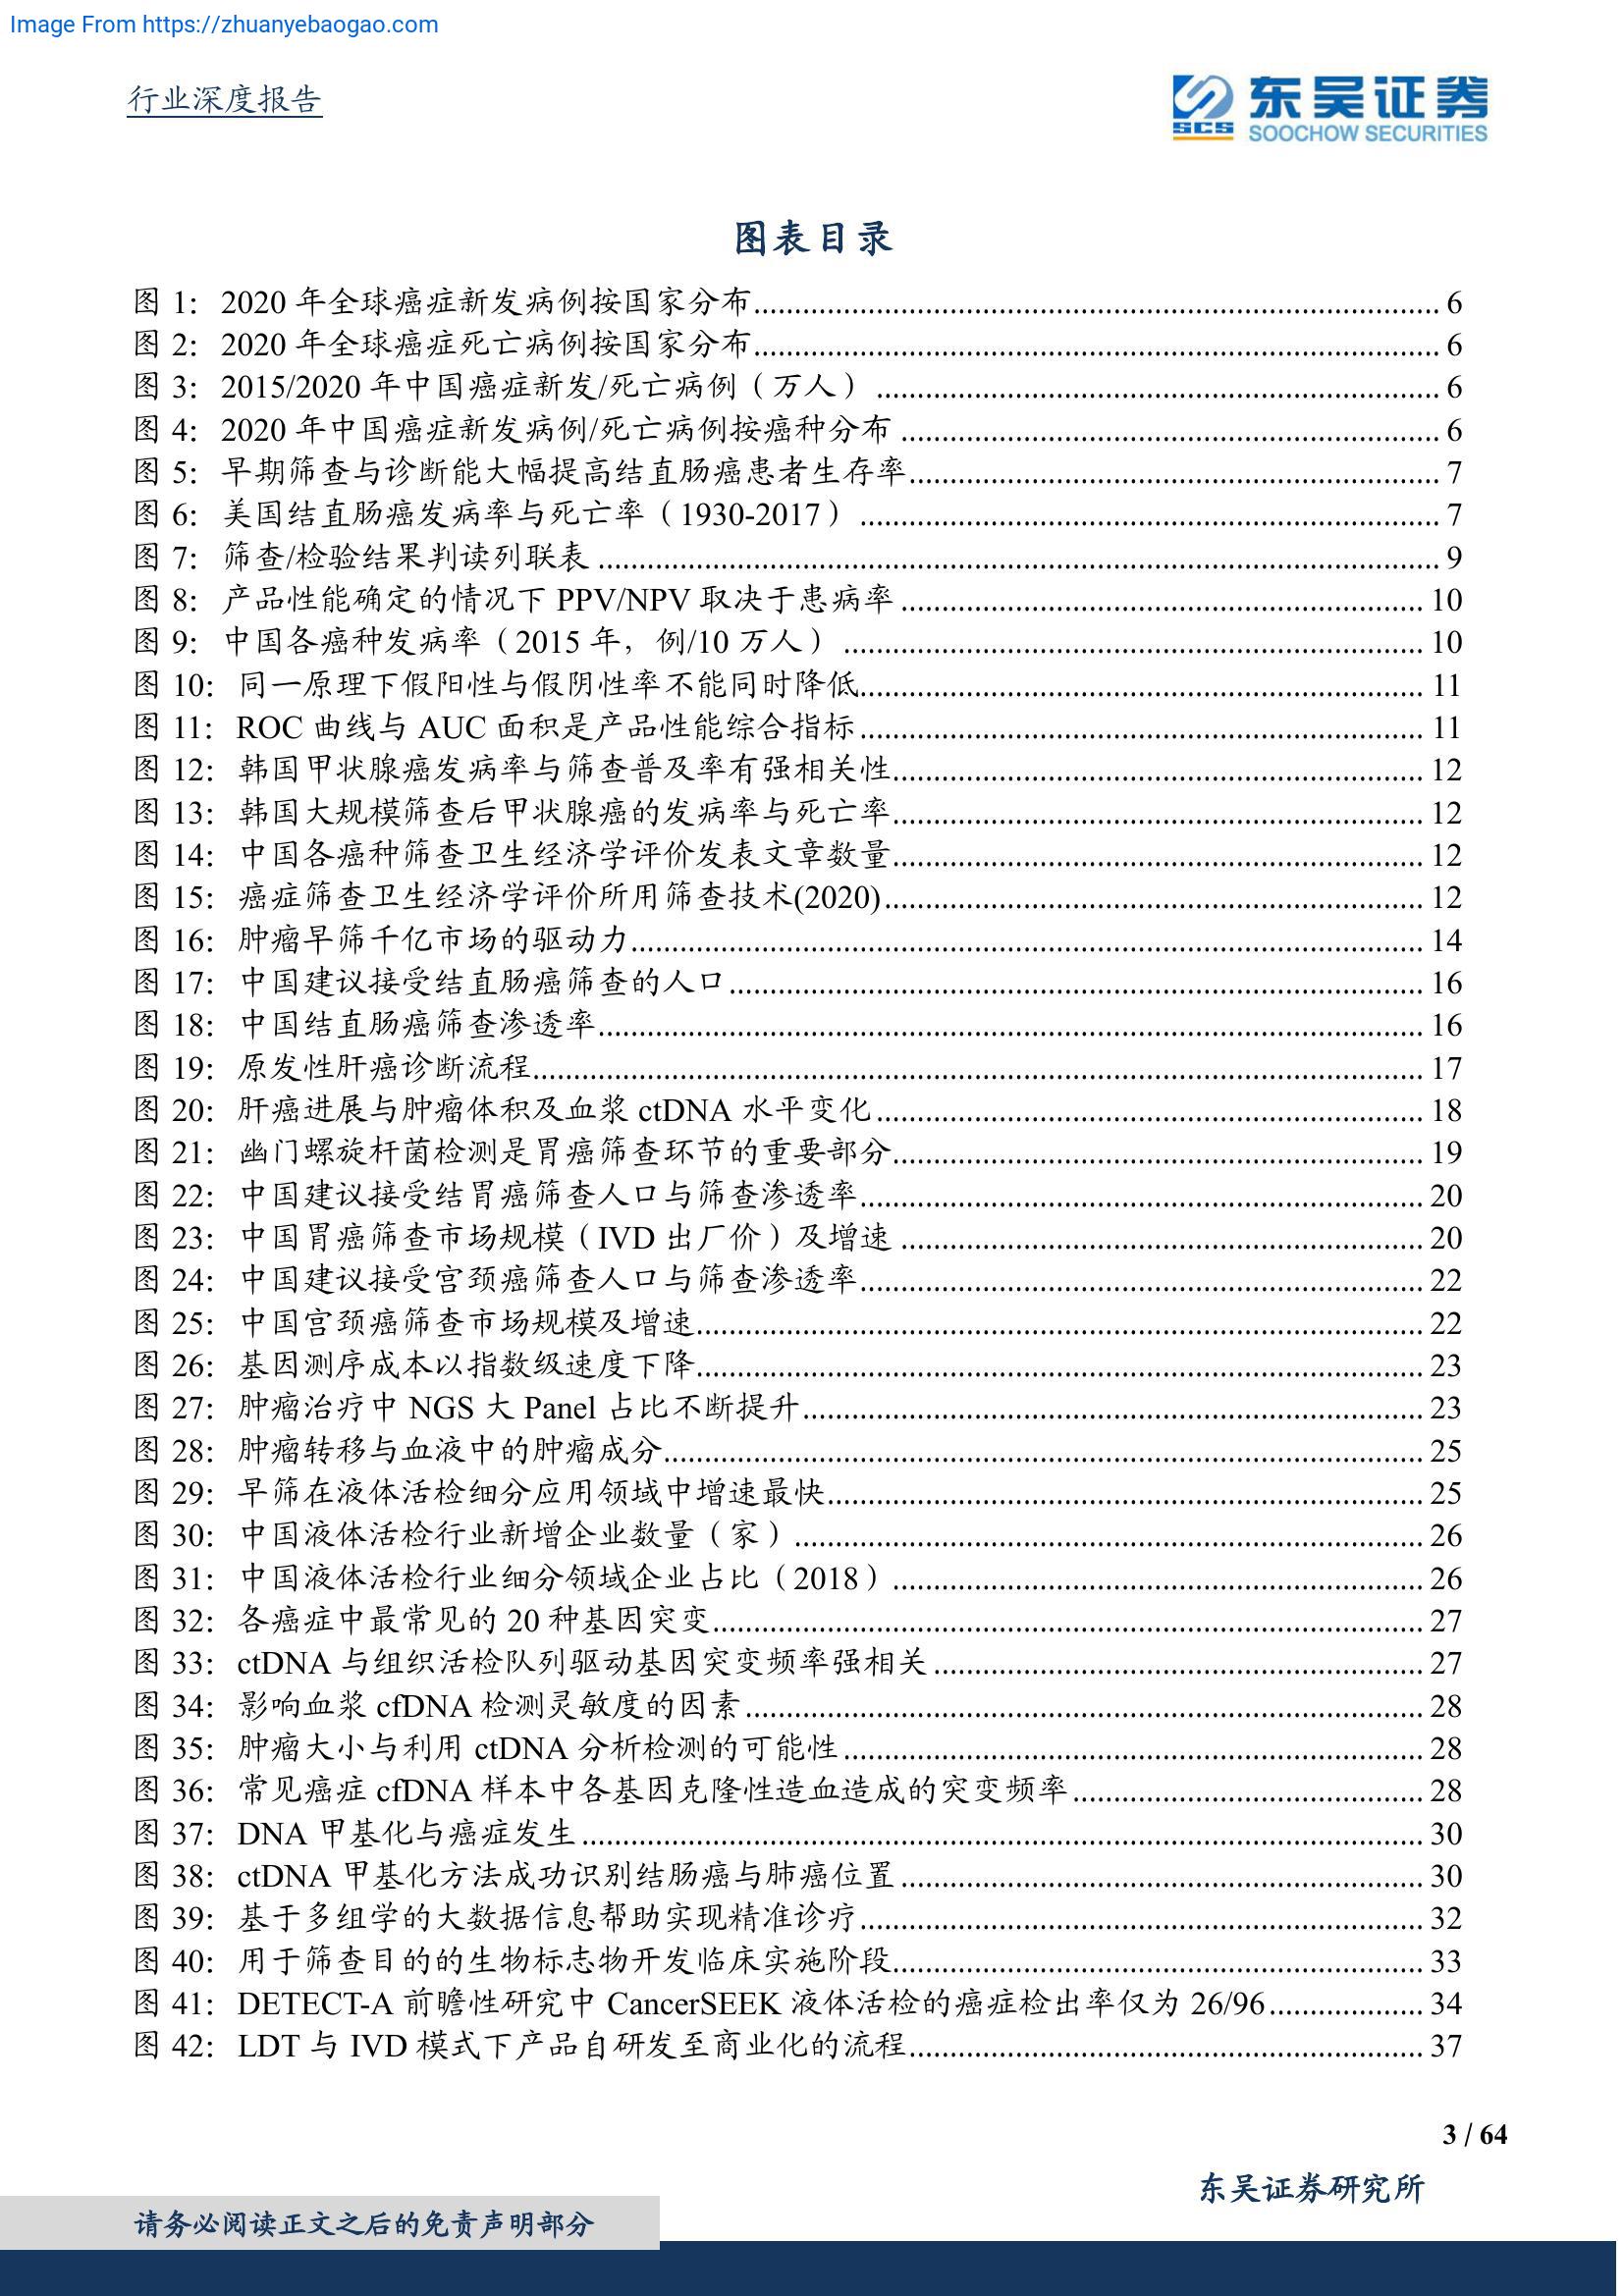 Image From https://zhuanyebaogao.com
行业深度报告
东吴证券
SCS
SOOCHOW SECURITIES
图表目录
图 1: 2020 年全球癌症新发病例按国家分布 6
图 2: 2020 年全球癌症死亡病例按国家分布 6
图 3: 2015/2020 年中国癌症新发/死亡病例（万人） 6
图 4: 2020 年中国癌症新发病例/死亡病例按癌种分布 6
图 5: 早期筛查与诊断能大幅提高结直肠癌患者生存率 7
图 6: 美国结直肠癌发病率与死亡率（1930-2017） 7
图 7: 筛查/检验结果判读列联表 9
图 8: 产品性能确定的情况下 PPV/NPV 取决于患病率 10
图 9: 中国各癌种发病率（2015 年，例/10 万人） 10
图 10: 同一原理下假阳性与假阴性率不能同时降低 11
图 11: ROC 曲线与 AUC 面积是产品性能综合指标 11
图 12: 韩国甲状腺癌发病率与筛查普及率有强相关性 12
图 13: 韩国大规模筛查后甲状腺癌的发病率与死亡率 12
图 14: 中国各癌种筛查卫生经济学评价发表文章数量 12
图 15: 癌症筛查卫生经济学评价所用筛查技术(2020) 12
图 16: 肿瘤早筛千亿市场的驱动力 14
图 17: 中国建议接受结直肠癌筛查的人口 16
图 18: 中国结直肠癌筛查渗透率 16
图 19: 原发性肝癌诊断流程 17
图 20: 肝癌进展与肿瘤体积及血浆 ctDNA 水平变化 18
图 21: 幽门螺旋杆菌检测是胃癌筛查环节的重要部分 19
图 22: 中国建议接受结胃癌筛查人口与筛查渗透率 20
图 23: 中国胃癌筛查市场规模（IVD 出厂价）及增速 20
图 24: 中国建议接受宫颈癌筛查人口与筛查渗透率 22
图 25: 中国宫颈癌筛查市场规模及增速 22
图 26: 基因测序成本以指数级速度下降 23
图 27: 肿瘤治疗中 NGS 大 Panel 占比不断提升 23
图 28: 肿瘤转移与血液中的肿瘤成分 25
图 29: 早筛在液体活检细分应用领域中增速最快 25
图 30: 中国液体活检行业新增企业数量（家） 26
图 31: 中国液体活检行业细分领域企业占比（2018） 26
图 32: 各癌症中最常见的 20 种基因突变 27
图 33: ctDNA 与组织活检队列驱动基因突变频率强相关 27
图 34: 影响血浆 cfDNA 检测灵敏度的因素 28
图 35: 肿瘤大小与利用 ctDNA 分析检测的可能性 28
图 36: 常见癌症 cfDNA 样本中各基因克隆性造血造成的突变频率 28
图 37: DNA 甲基化与癌症发生 30
图 38: ctDNA 甲基化方法成功识别结肠癌与肺癌位置 30
图 39: 基于多组学的大数据信息帮助实现精准诊疗 32
图 40: 用于筛查目的的生物标志物开发临床实施阶段 33
图 41: DETECT-A 前瞻性研究中 CancerSEEK 液体活检的癌症检出率仅为 26/96 34
图 42: LDT 与 IVD 模式下产品自研发至商业化的流程 37
3 / 64
东吴证券研究所
请务必阅读正文之后的免责声明部分